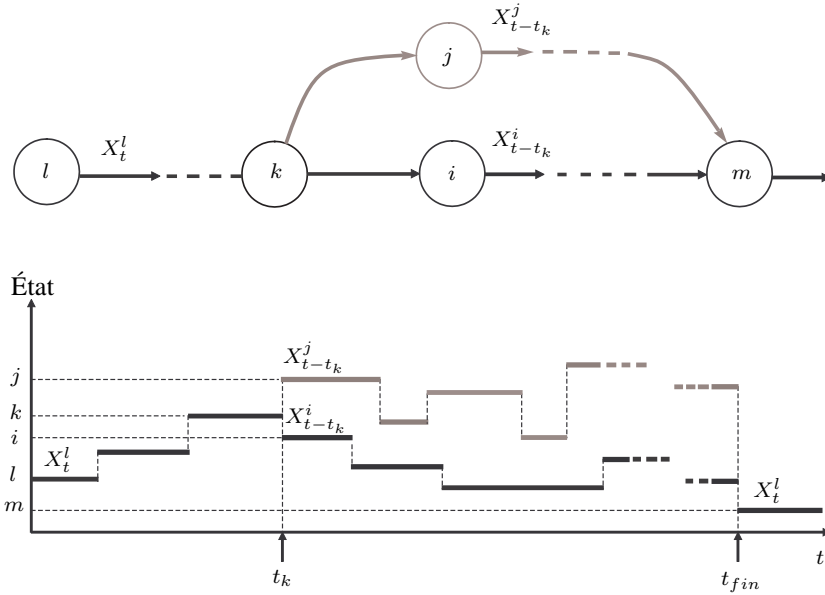 $X_{t-t_k}^j$
$j$
$X_t^l$
$X_{t-t_k}^i$
$l$
$k$
$i$
$m$
État
$X_{t-t_k}^j$
$j$
$k$
$X_{t-t_k}^i$
$i$
$X_t^l$
$l$
$X_t^l$
$m$
$t$
$t_k$
$t_{fin}$